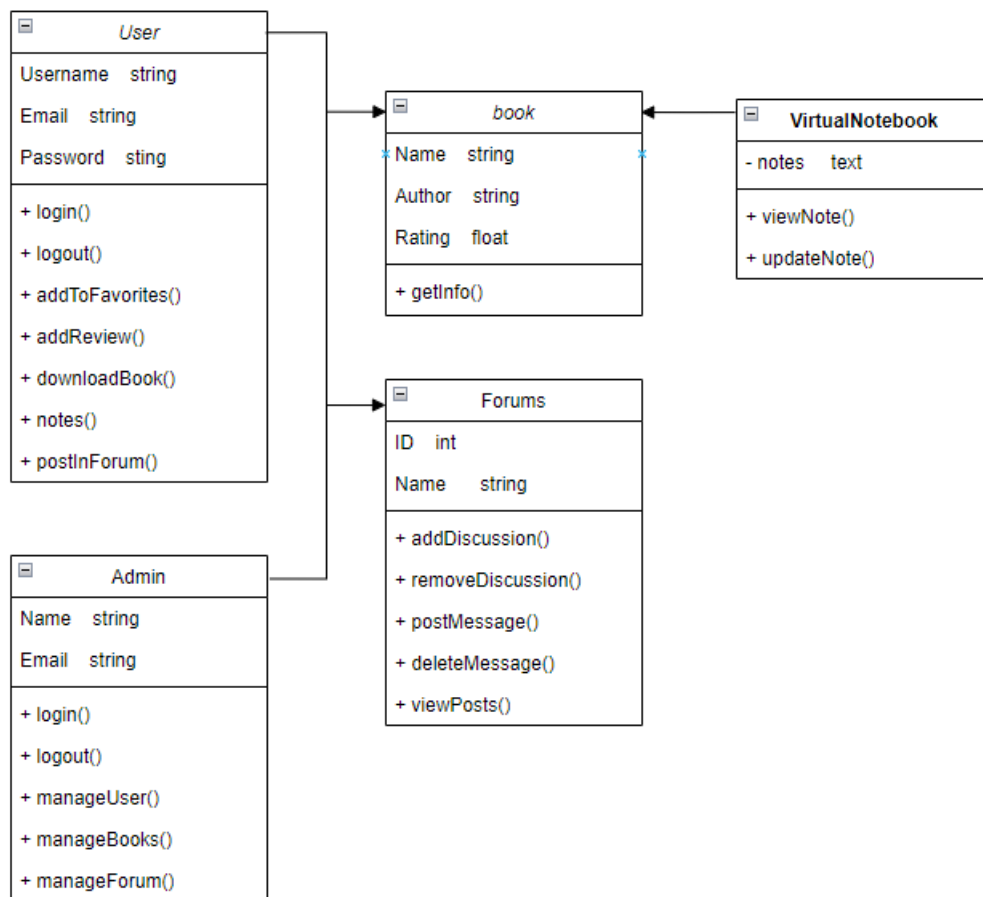 User
Username string
Email string
Password sting
+ login()
+ logout()
+ addToFavorites()
+ addReview()
+ downloadBook()
+ notes()
+ postInForum()
book
Name string
Author string
Rating float
+ getInfo()
VirtualNotebook
- notes text
+ viewNote()
+ updateNote()
Forums
ID int
Name string
+ addDiscussion()
+ removeDiscussion()
+ postMessage()
+ deleteMessage()
+ viewPosts()
Admin
Name string
Email string
+ login()
+ logout()
+ manageUser()
+ manageBooks()
+ manageForum()